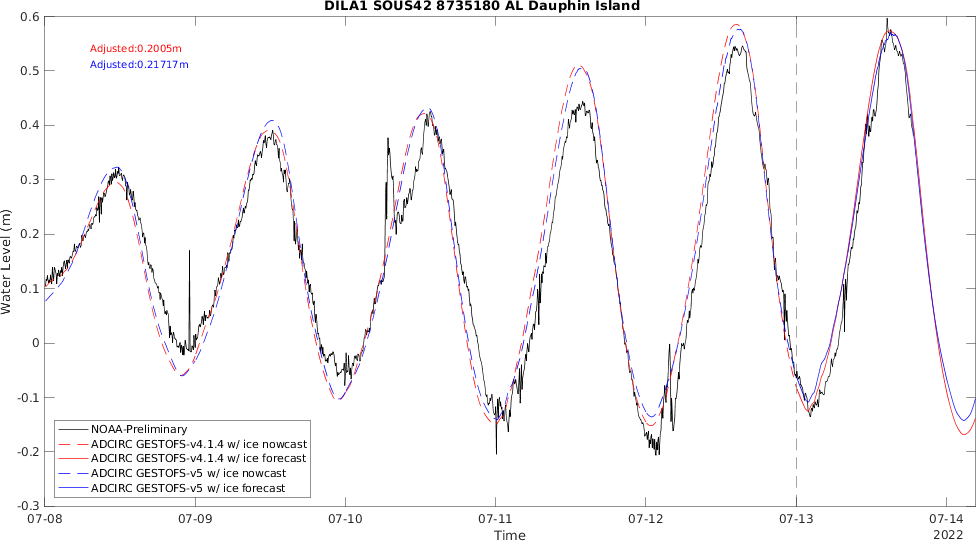 DILA1 SOUS42 8735180 AL Dauphin Island
Adjusted:0.2005m
Adjusted:0.21717m
0.6
0.5
0.4
0.3
0.2
0.1
0
-0.1
-0.2
-0.3
Water Level (m)
NOAA-Preliminary
ADCIRC GESTOFS-v4.1.4 w/ ice nowcast
ADCIRC GESTOFS-v4.1.4 w/ ice forecast
ADCIRC GESTOFS-v5 w/ ice nowcast
ADCIRC GESTOFS-v5 w/ ice forecast
07-08 07-09 07-10 07-11 07-12 07-13 07-14
Time
2022